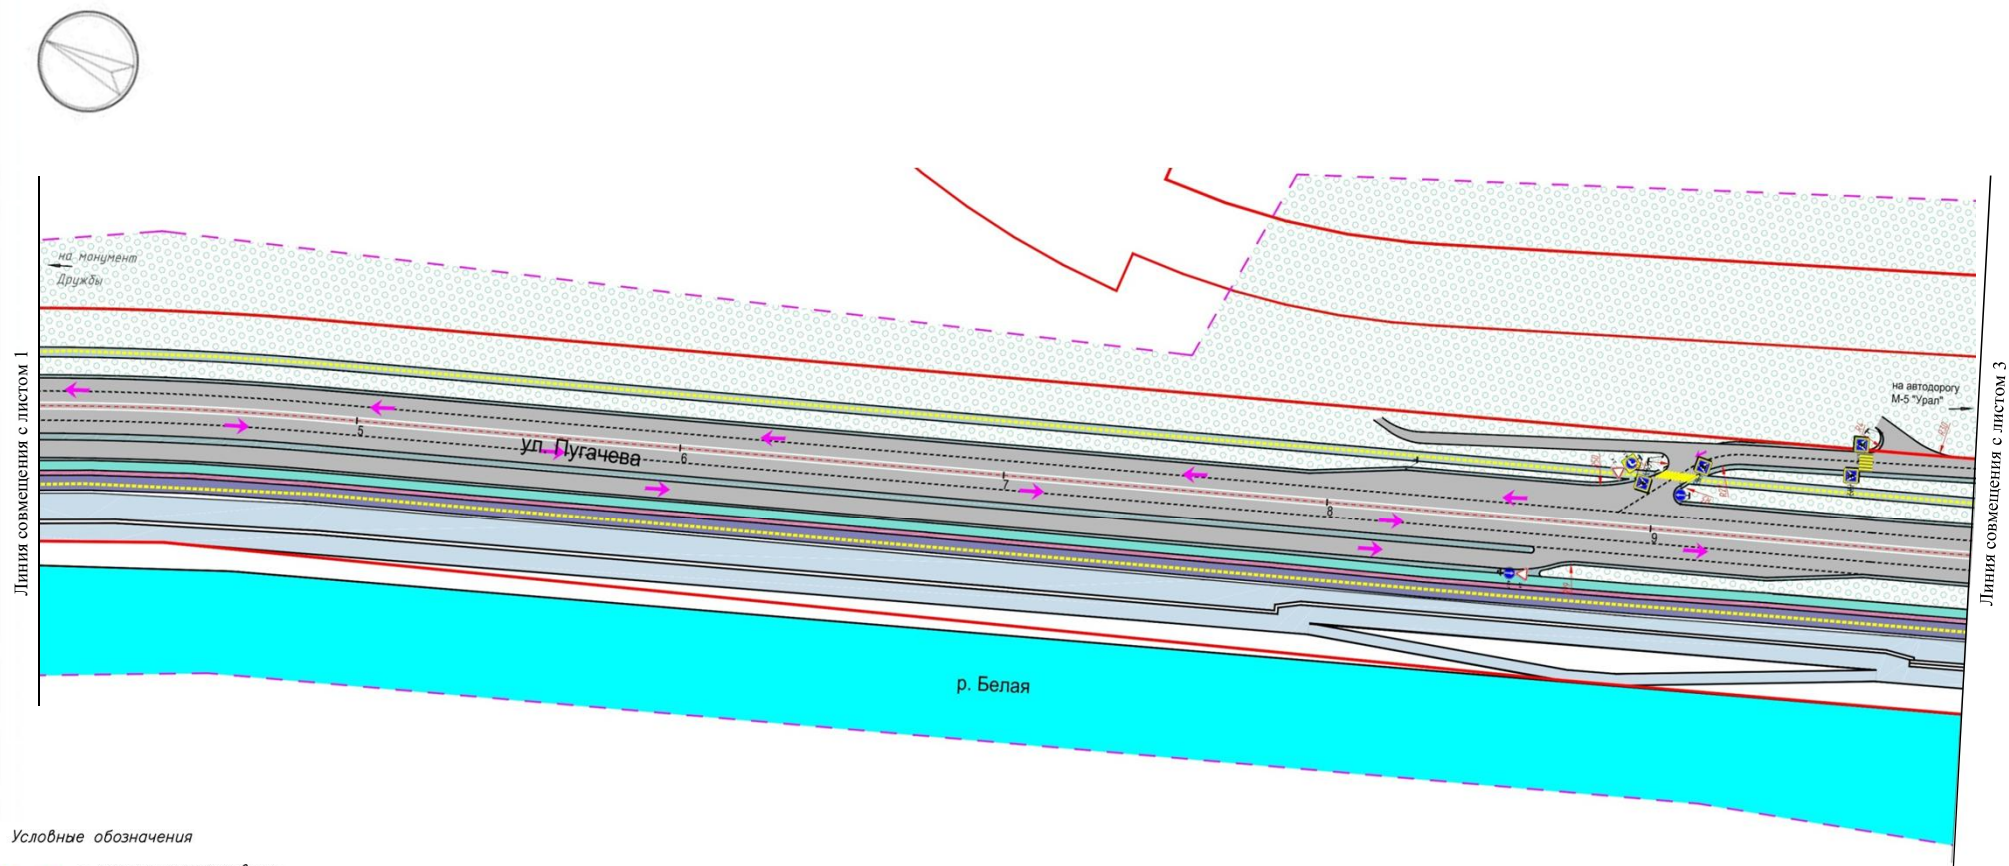 на монумент
Дружбы
Линия совмещения с листом 1
5
ул. Пугачева
6
7
8
9
на автодорогу
М-5 "Урал"
Линия совмещения с листом 3
р. Белая
Условные обозначения